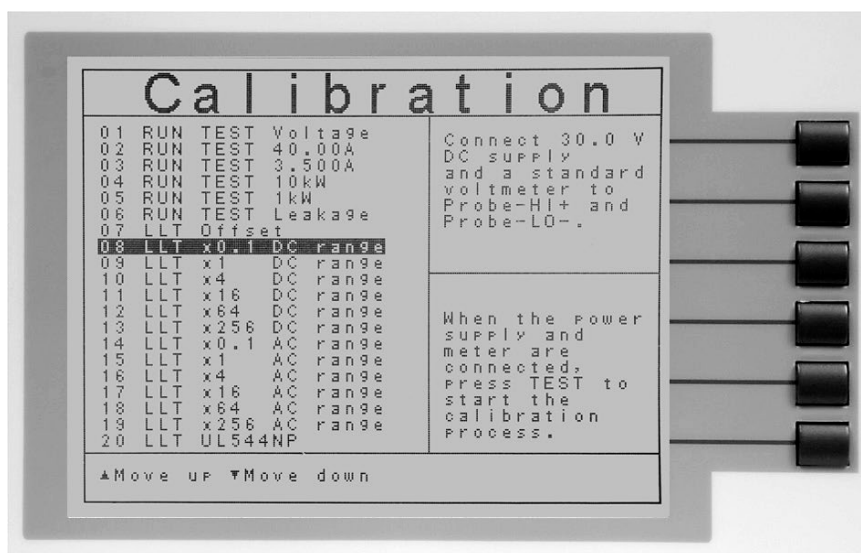 Calibration
01 RUN TEST Voltage
02 RUN TEST 40.00A
03 RUN TEST 3.500A
04 RUN TEST 10kW
05 RUN TEST 1kW
06 RUN TEST Leakage
07 LLT Offset
08 LLT x0.1 DC range
09 LLT x1 DC range
10 LLT x4 DC range
11 LLT x16 DC range
12 LLT x64 DC range
13 LLT x256 DC range
14 LLT x0.1 AC range
15 LLT x1 AC range
16 LLT x4 AC range
17 LLT x16 AC range
18 LLT x64 AC range
19 LLT x256 AC range
20 LLT UL544NP
Connect 30.0 V
DC supply
and a standard
voltmeter to
Probe-HI+ and
Probe-LO-.
When the power
supply and
meter are
connected,
press TEST to
start the
calibration
process.
▲Move up ▼Move down